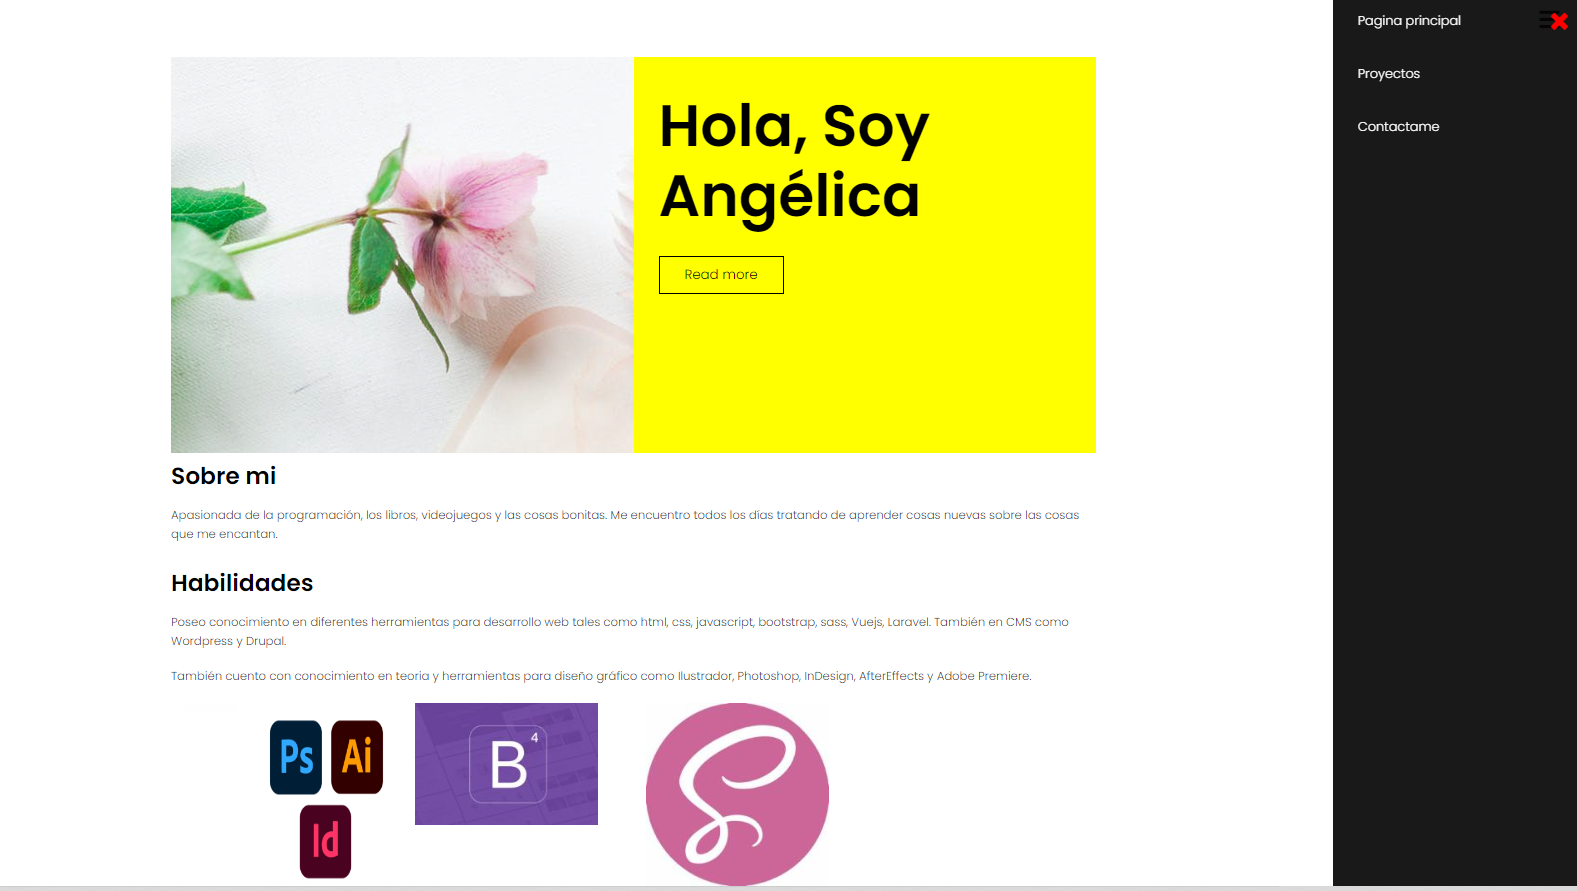 Pagina principal
Proyectos
Contactame
Hola, Soy
Angélica
Read more
Sobre mi
Apasionada de la programación, los libros, videojuegos y las cosas bonitas. Me encuentro todos los días tratando de aprender cosas nuevas sobre las cosas
que me encantan.
Habilidades
Poseo conocimiento en diferentes herramientas para desarrollo web tales como html, css, javascript, bootstrap, sass, Vuejs, Laravel. También en CMS como
Wordpress y Drupal.
También cuento con conocimiento en teoria y herramientas para diseño gráfico como Ilustrador, Photoshop, InDesign, AfterEffects y Adobe Premiere.
Ps Ai
Id
B 4